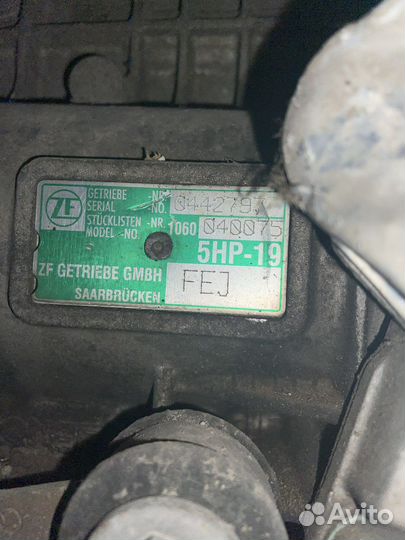 ZF
GETRIEBE -NR.
SERIAL -NO. 044279
STÜCKLISTEN -NR.
MODEL -NO. 1060 040075
5HP-19
ZF GETRIEBE GMBH
SAARBRÜCKEN
FEJ
Avito